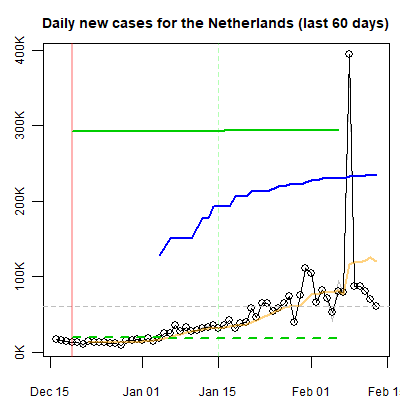 Daily new cases for the Netherlands (last 60 days)
400K
300K
200K
100K
0K
Dec 15 Jan 01 Jan 15 Feb 01 Feb 1